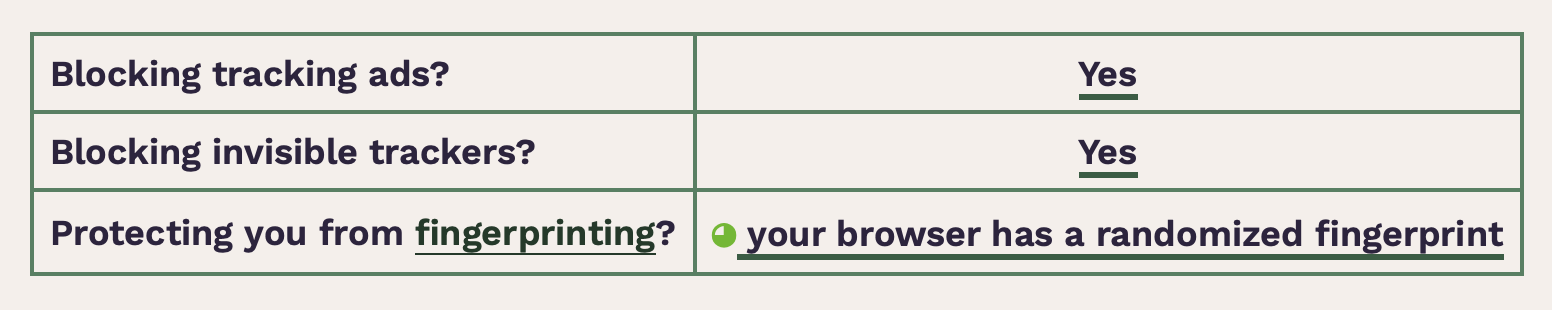 Blocking tracking ads? Yes
Blocking invisible trackers? Yes
Protecting you from fingerprinting? your browser has a randomized fingerprint